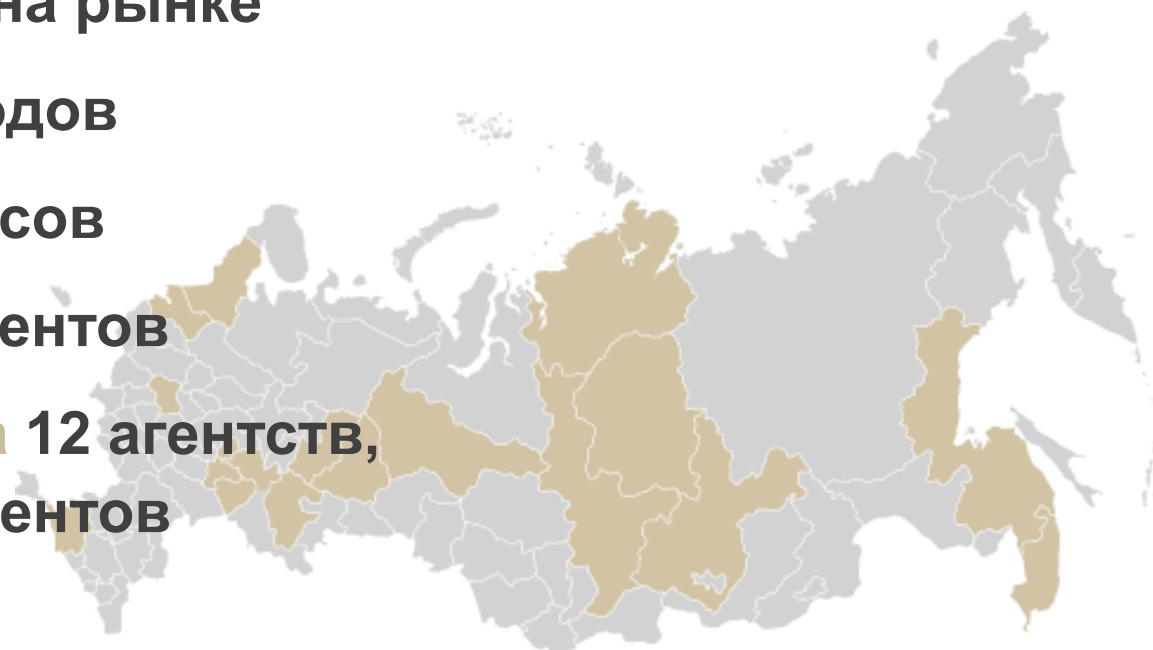 на рынке
одов
сов
ентов
а 12 агентств,
ентов